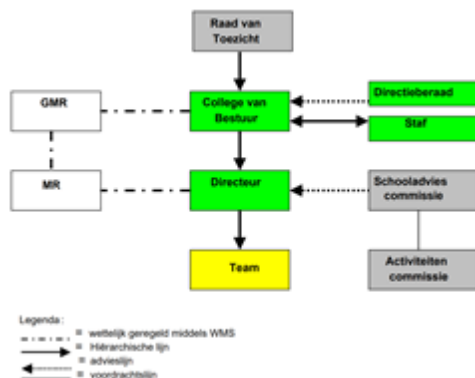 Raad van
Toezicht
GMR
College van
Bestuur
Directieberaad
Staf
MR
Directeur
Schooladvies
commissie
Team
Activiteiten
commissie
Legenda :
= wettelijk geregeld middels WMS
= Hiërarchische lijn
= advieslijn
= voordrachtslijn